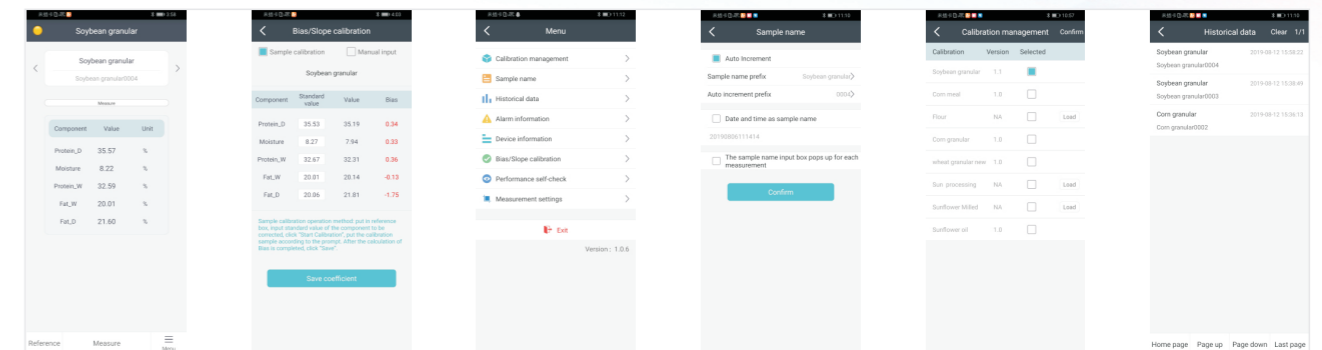 3:58
Soybean granular
Soybean granular
Soybean granular0004
Measure
Component Value Unit
Protein_D 35.57 %
Moisture 8.22 %
Protein_W 32.59 %
Fat_W 20.01 %
Fat_D 21.60 %
Reference Measure Menu
4:03
Bias/Slope calibration
Sample calibration Manual input
Soybean granular
Component Standard value Value Bias
Protein_D 35.53 35.19 0.34
Moisture 8.27 7.94 0.33
Protein_W 32.67 32.31 0.36
Fat_W 20.01 20.14 -0.13
Fat_D 20.06 21.81 -1.75
Sample calibration operation method: put in reference
box, input standard value of the component to be
corrected, click "Start Calibration", put the calibration
sample according to the prompt. After the calculation of
Bias is completed, click "Save".
Save coefficient
11:12
Menu
Calibration management
Sample name
Historical data
Alarm information
Device information
Bias/Slope calibration
Performance self-check
Measurement settings
Exit
Version : 1.0.6
11:10
Sample name
Auto Increment
Sample name prefix Soybean granular
Auto increment prefix 0004
Date and time as sample name
20190806111414
The sample name input box pops up for each
measurement
Confirm
10:57
Calibration management Confirm
Calibration Version Selected
Soybean granular 1.1
Corn meal 1.0
Flour NA Load
Corn granular 1.0
wheat granular new 1.0
Sun processing NA Load
Sunflower Milled NA Load
Sunflower oil 1.0
11:10
Historical data Clear 1/1
Soybean granular 2019-08-12 15:38:22
Soybean granular0004
Soybean granular
Soybean granular0003
Corn granular
Corn granular0002
Home page Page up Page down Last page